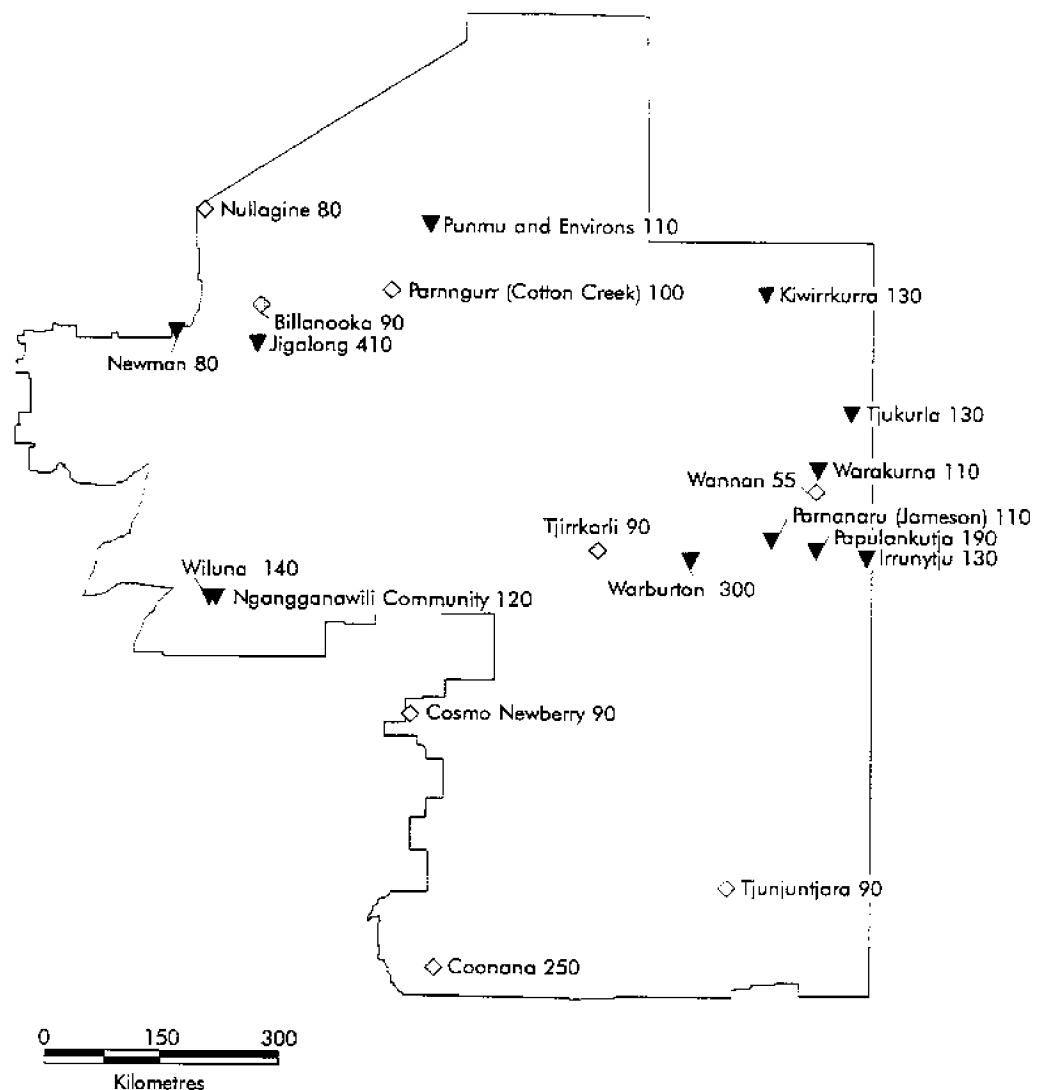 Nullagine 80
Punmu and Environs 110
Parnngurr (Cotton Creek) 100
Kiwirrkurra 130
Billanooka 90
Jigalong 410
Newman 80
Tjukurla 130
Warakurna 110
Wannan 55
Parnanaru (Jameson) 110
Tjirrkarli 90
Papulankutja 190
Irrunytju 130
Warburton 300
Wiluna 140
Ngangganawili Community 120
Cosmo Newberry 90
Tjunjuntjara 90
Coonana 250
0 150 300
Kilometres